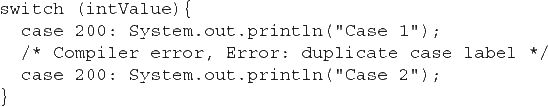 switch (intValue){
  case 200: System.out.println("Case 1");
  /* Compiler error, Error: duplicate case label */
  case 200: System.out.println("Case 2");
}